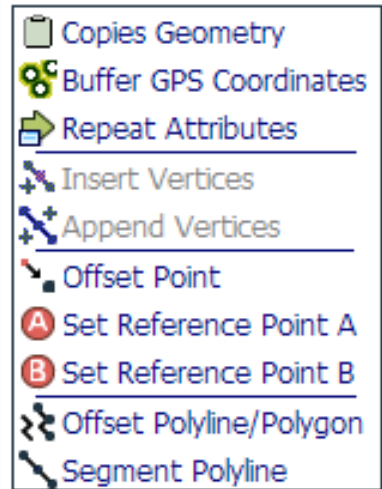 Copies Geometry
Buffer GPS Coordinates
Repeat Attributes
Insert Vertices
Append Vertices
Offset Point
A Set Reference Point A
B Set Reference Point B
Offset Polyline/Polygon
Segment Polyline